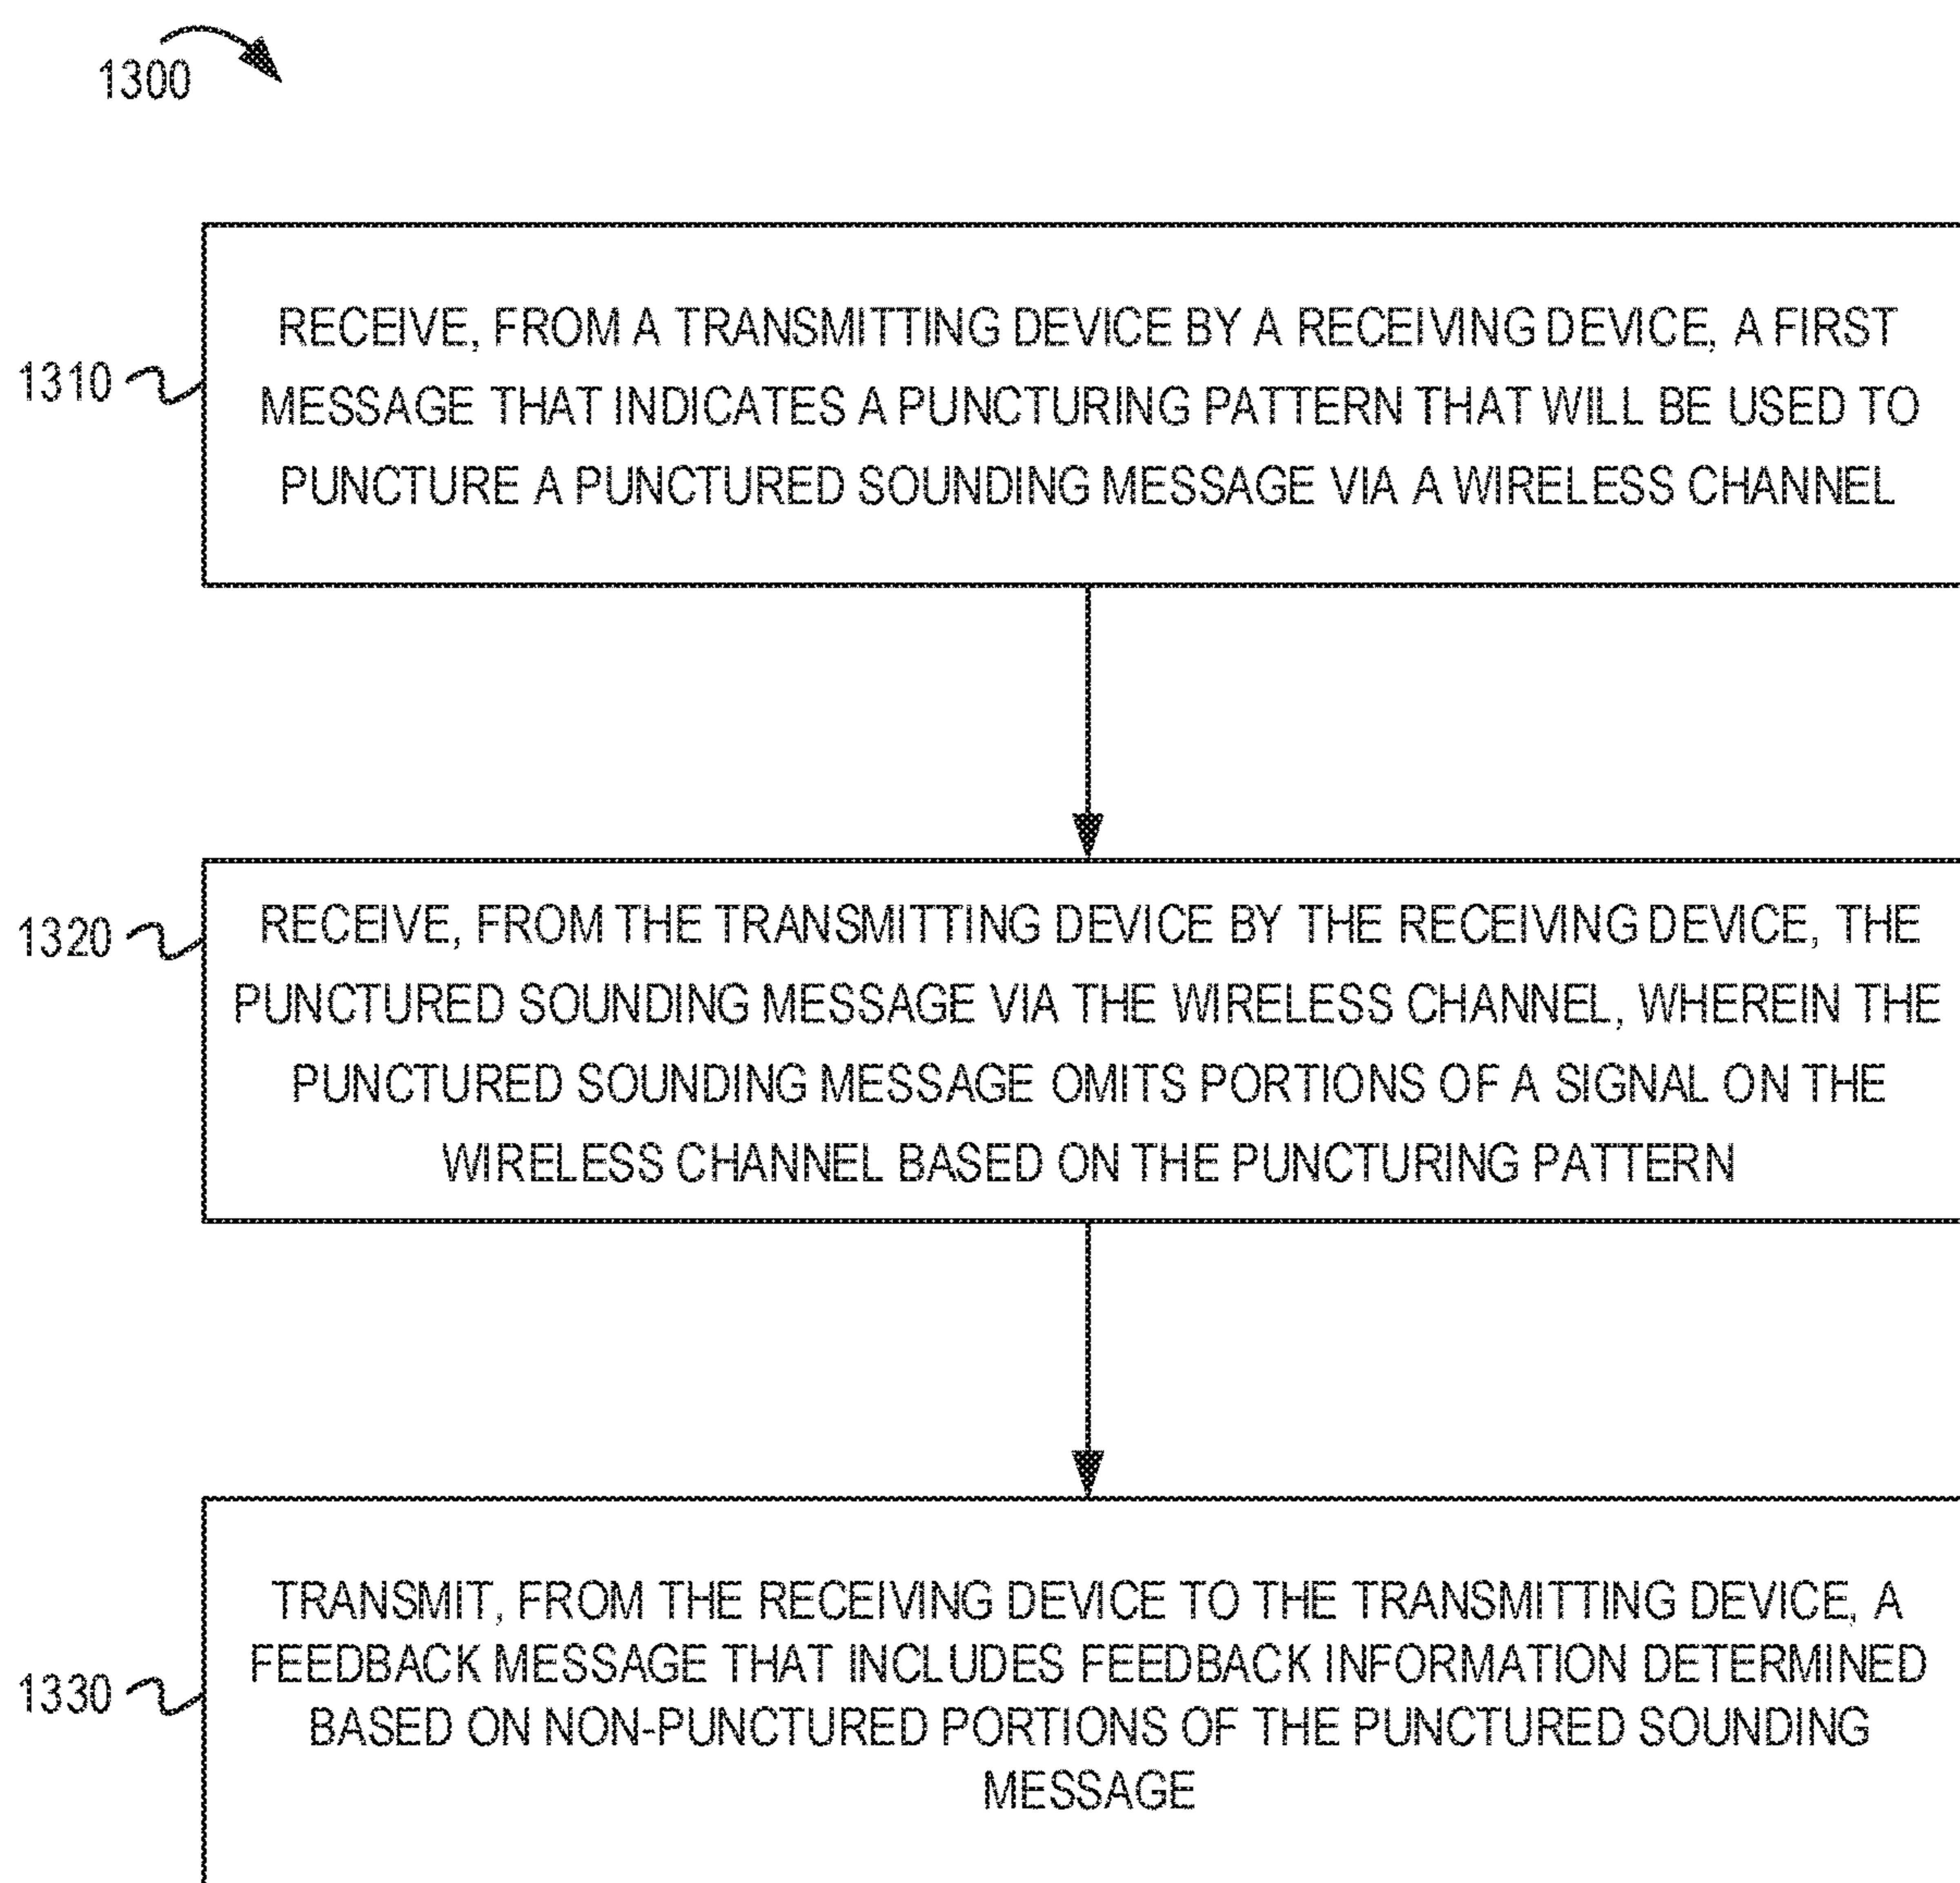 1300
1310
RECEIVE, FROM A TRANSMITTING DEVICE BY A RECEIVING DEVICE, A FIRST
MESSAGE THAT INDICATES A PUNCTURING PATTERN THAT WILL BE USED TO
PUNCTURE A PUNCTURED SOUNDING MESSAGE VIA A WIRELESS CHANNEL
1320
RECEIVE, FROM THE TRANSMITTING DEVICE BY THE RECEIVING DEVICE, THE
PUNCTURED SOUNDING MESSAGE VIA THE WIRELESS CHANNEL, WHEREIN THE
PUNCTURED SOUNDING MESSAGE OMITS PORTIONS OF A SIGNAL ON THE
WIRELESS CHANNEL BASED ON THE PUNCTURING PATTERN
1330
TRANSMIT, FROM THE RECEIVING DEVICE TO THE TRANSMITTING DEVICE, A
FEEDBACK MESSAGE THAT INCLUDES FEEDBACK INFORMATION DETERMINED
BASED ON NON-PUNCTURED PORTIONS OF THE PUNCTURED SOUNDING
MESSAGE